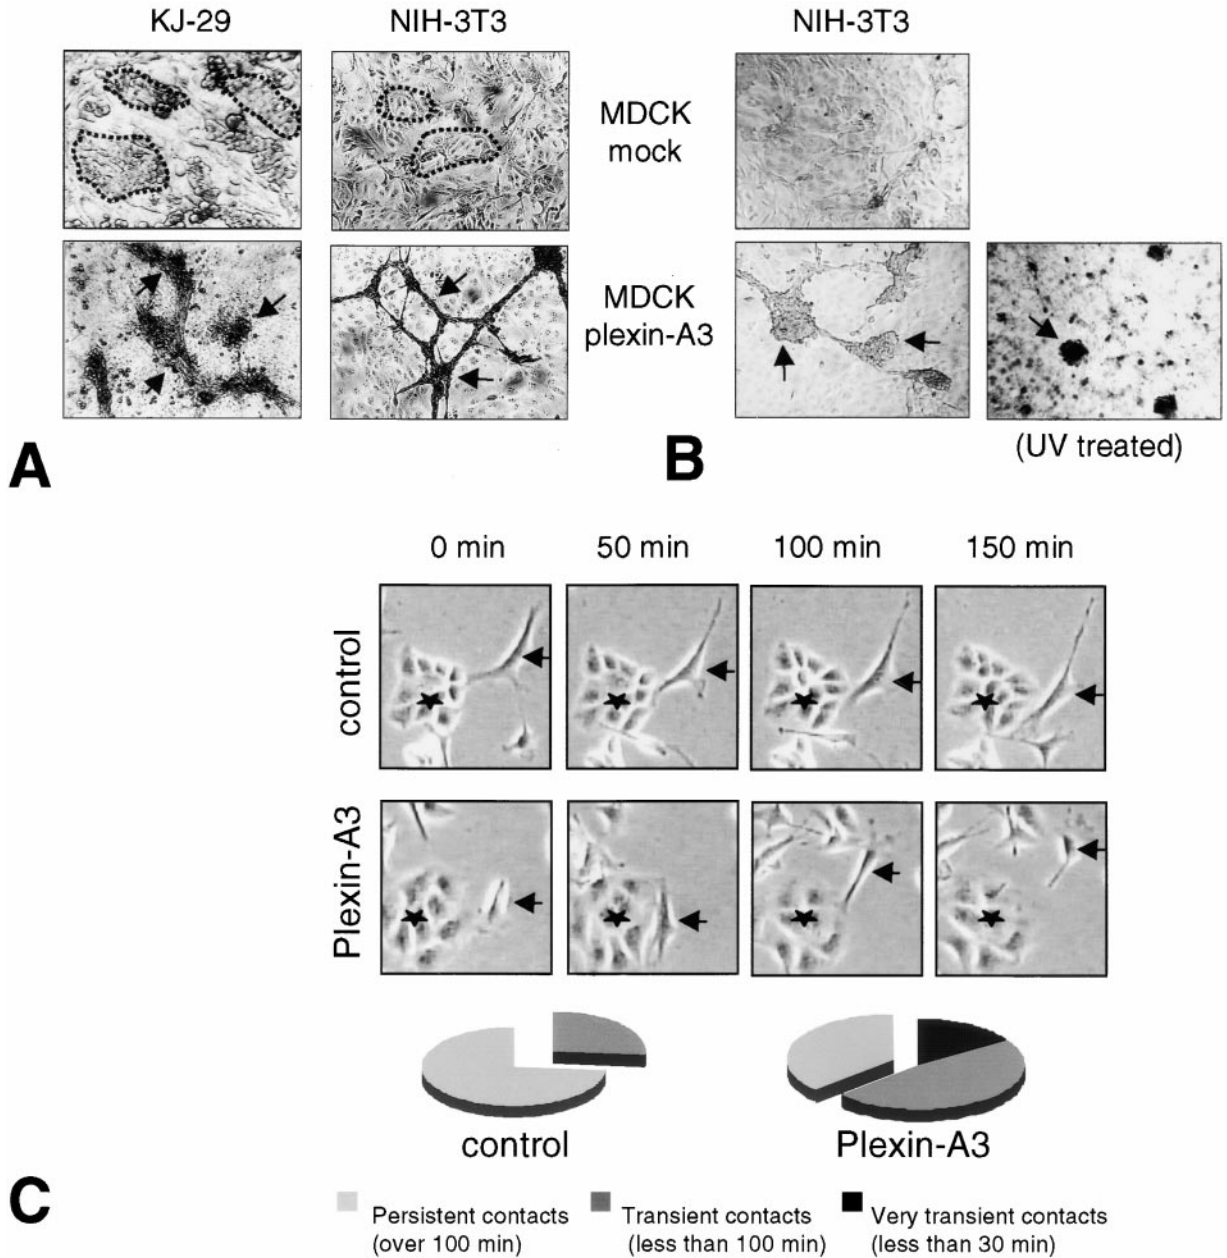 KJ-29 NIH-3T3 NIH-3T3
MDCK
mock
MDCK
plexin-A3
A
B
(UV treated)
0 min 50 min 100 min 150 min
control
Plexin-A3
control Plexin-A3
C
Persistent contacts
(over 100 min)
Transient contacts
(less than 100 min)
Very transient contacts
(less than 30 min)